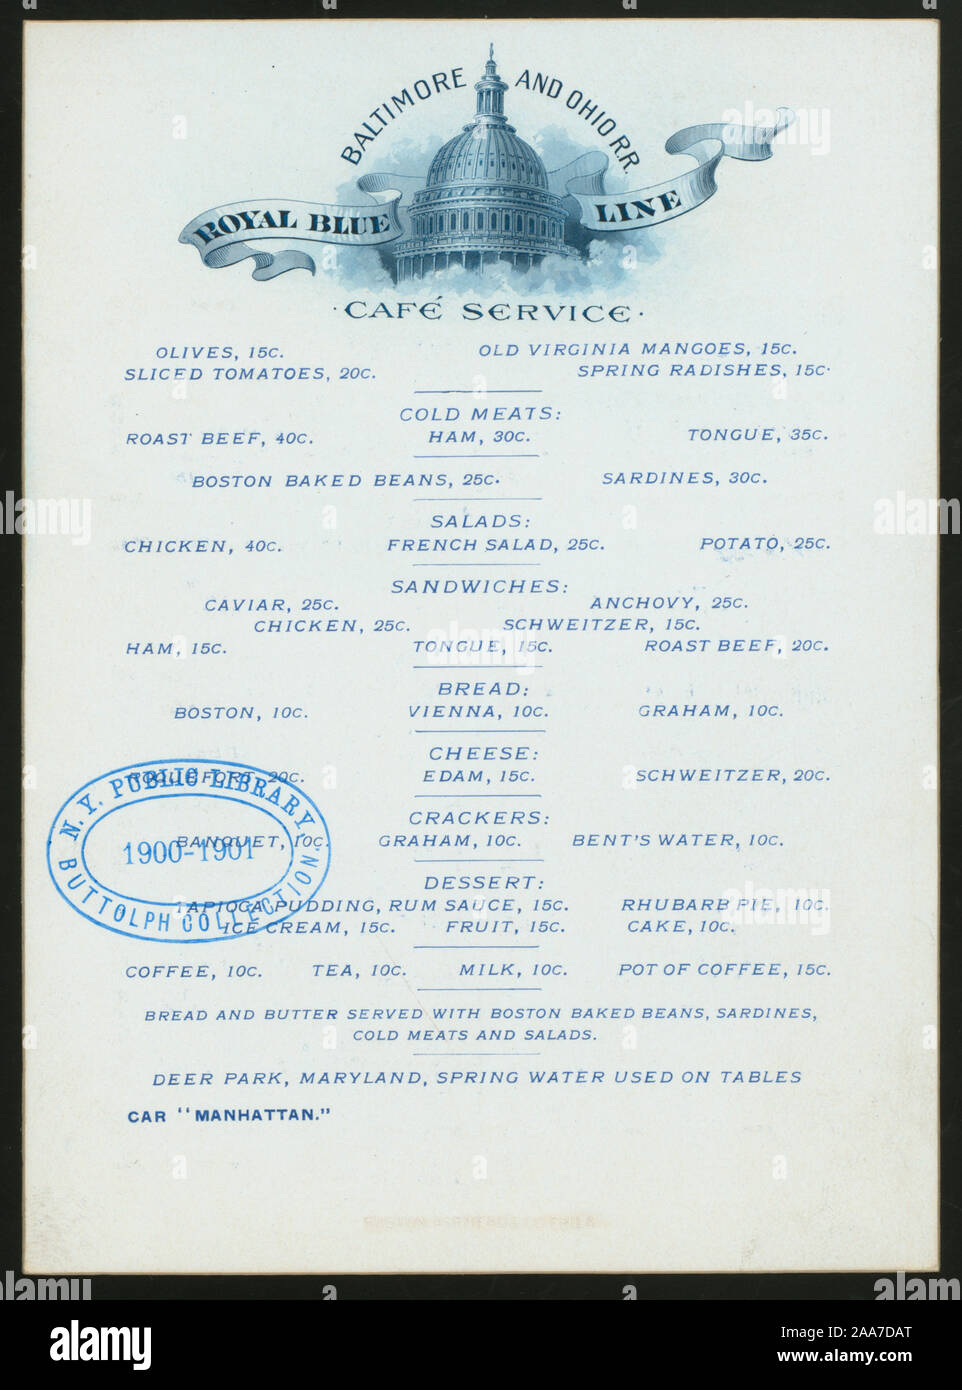 BALTIMORE AND OHIO R.R.
ROYAL BLUE LINE
· CAFÉ SERVICE ·
OLIVES, 15C. OLD VIRGINIA MANGOES, 15C.
SLICED TOMATOES, 20C. SPRING RADISHES, 15C.
COLD MEATS:
ROAST BEEF, 40C. HAM, 30C. TONGUE, 35C.
BOSTON BAKED BEANS, 25C. SARDINES, 30C.
SALADS:
CHICKEN, 40C. FRENCH SALAD, 25C. POTATO, 25C.
SANDWICHES:
CAVIAR, 25C. ANCHOVY, 25C.
CHICKEN, 25C. SCHWEITZER, 15C.
HAM, 15C. TONGUE, 15C. ROAST BEEF, 20C.
BREAD:
BOSTON, 10C. VIENNA, 10C. GRAHAM, 10C.
CHEESE:
ROQUEFORT, 20C. EDAM, 15C. SCHWEITZER, 20C.
CRACKERS:
BANQUET, 10C. GRAHAM, 10C. BENT'S WATER, 10C.
DESSERT:
TAPIOCA PUDDING, RUM SAUCE, 15C. RHUBARB PIE, 10C.
ICE CREAM, 15C. FRUIT, 15C. CAKE, 10C.
COFFEE, 10C. TEA, 10C. MILK, 10C. POT OF COFFEE, 15C.
BREAD AND BUTTER SERVED WITH BOSTON BAKED BEANS, SARDINES,
COLD MEATS AND SALADS.
DEER PARK, MARYLAND, SPRING WATER USED ON TABLES
CAR "MANHATTAN."
N.Y. PUBLIC LIBRARY
1900-1901
BUTTOLPH COLLECTION
alamy
Image ID: 2AA7DAT
www.alamy.com